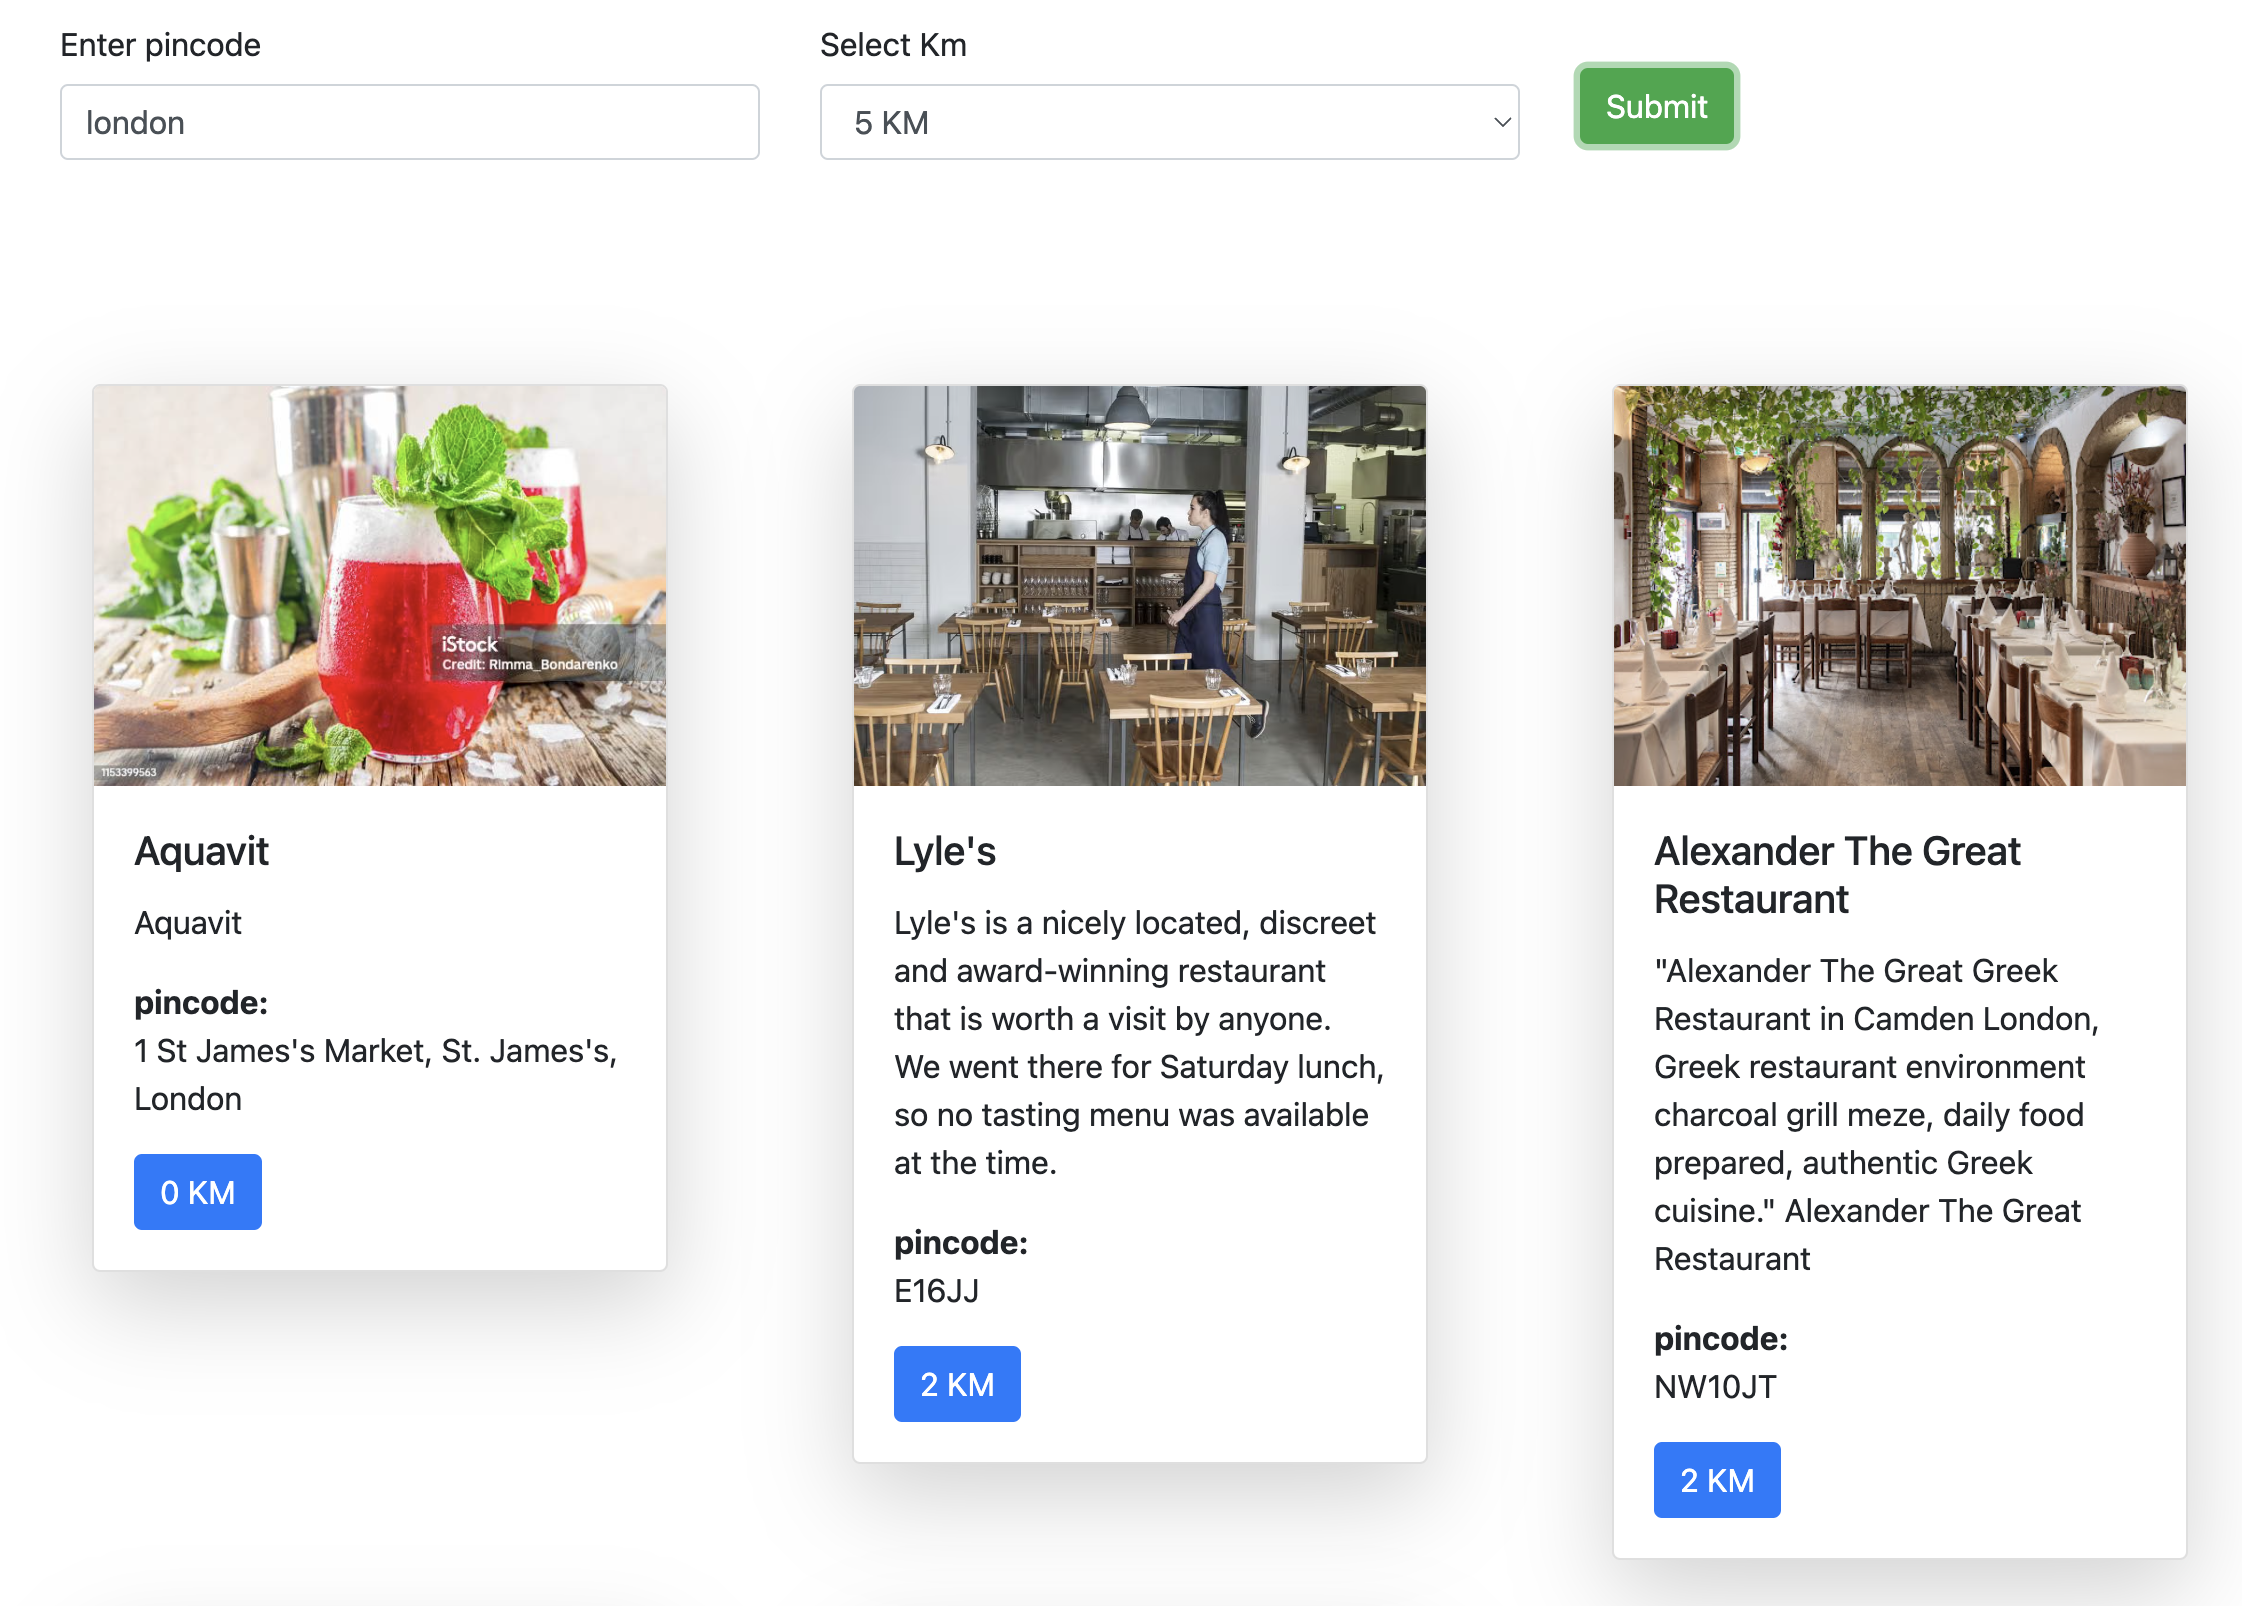 Enter pincode
Select Km
london
5 KM
Submit
iStock
Credit: Rimma_Bondarenko
1153399563
Aquavit
Aquavit
pincode:
1 St James's Market, St. James's,
London
0 KM
Lyle's
Lyle's is a nicely located, discreet
and award-winning restaurant
that is worth a visit by anyone.
We went there for Saturday lunch,
so no tasting menu was available
at the time.
pincode:
E16JJ
2 KM
Alexander The Great
Restaurant
"Alexander The Great Greek
Restaurant in Camden London,
Greek restaurant environment
charcoal grill meze, daily food
prepared, authentic Greek
cuisine." Alexander The Great
Restaurant
pincode:
NW10JT
2 KM